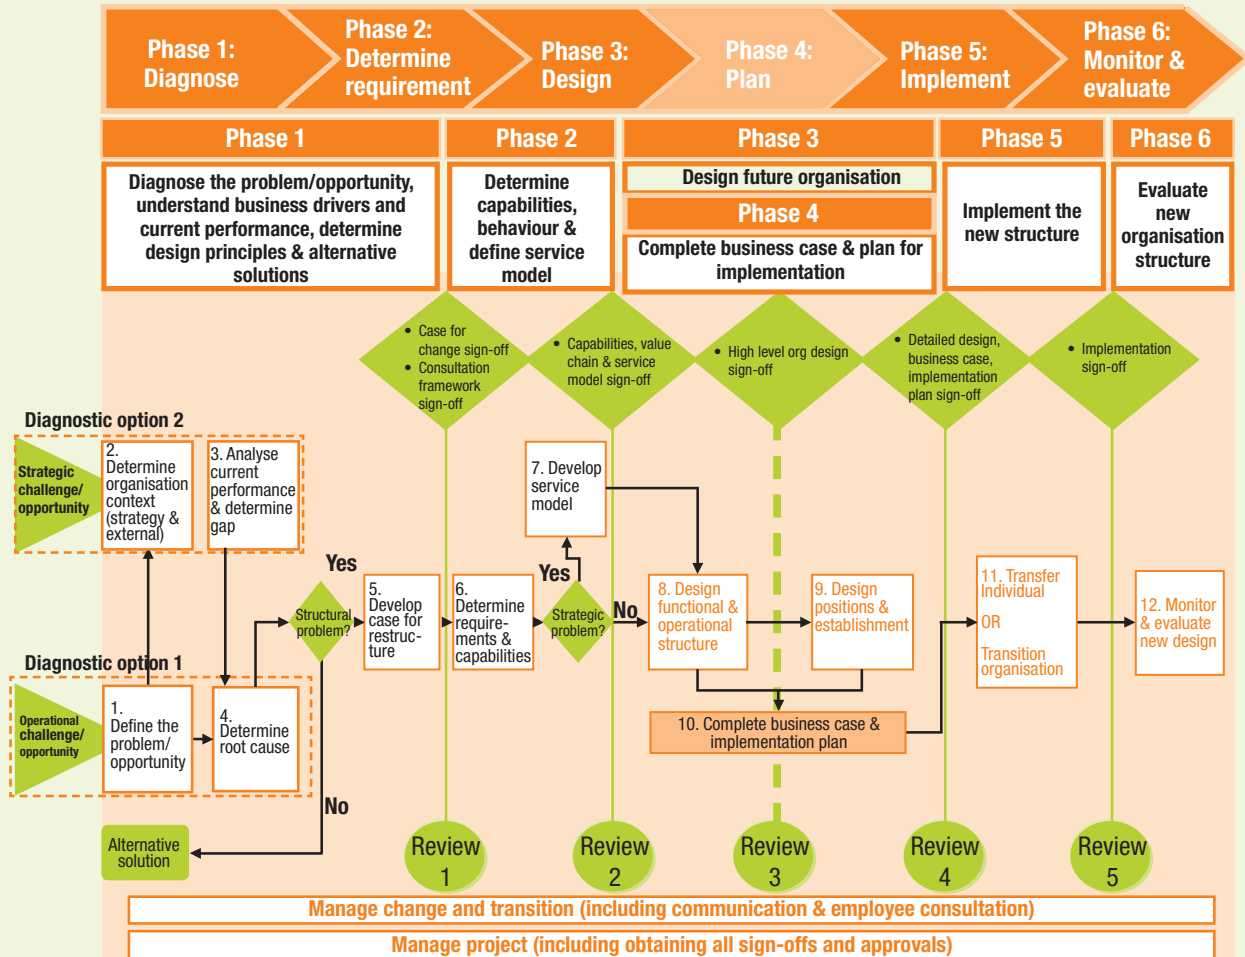 Phase 1:
Diagnose
Phase 2:
Determine
requirement
Phase 3:
Design
Phase 4:
Plan
Phase 5:
Implement
Phase 6:
Monitor &
evaluate
Phase 1
Phase 2
Phase 3
Phase 5
Phase 6
Diagnose the problem/opportunity,
understand business drivers and
current performance, determine
design principles & alternative
solutions
Determine
capabilities,
behaviour &
define service
model
Design future organisation
Phase 4
Complete business case & plan for
implementation
Implement the
new structure
Evaluate
new
organisation
structure
• Case for
change sign-off
• Consultation
framework
sign-off
• Capabilities, value
chain & service
model sign-off
• High level org design
sign-off
• Detailed design,
business case,
implementation
plan sign-off
• Implementation
sign-off
Diagnostic option 2
Strategic
challenge/
opportunity
2.
Determine
organisation
context
(strategy &
external)
3. Analyse
current
performance
& determine
gap
Diagnostic option 1
Operational
challenge/
opportunity
1.
Define the
problem/
opportunity
4.
Determine
root cause
Structural
problem?
Yes
No
Alternative
solution
5.
Develop
case for
restruc-
ture
6.
Determine
require-
ments &
capabilities
Strategic
problem?
Yes
No
7. Develop
service
model
8. Design
functional &
operational
structure
9. Design
positions &
establishment
10. Complete business case &
implementation plan
11. Transfer
Individual
OR
Transition
organisation
12. Monitor
& evaluate
new design
Review
1
Review
2
Review
3
Review
4
Review
5
Manage change and transition (including communication & employee consultation)
Manage project (including obtaining all sign-offs and approvals)